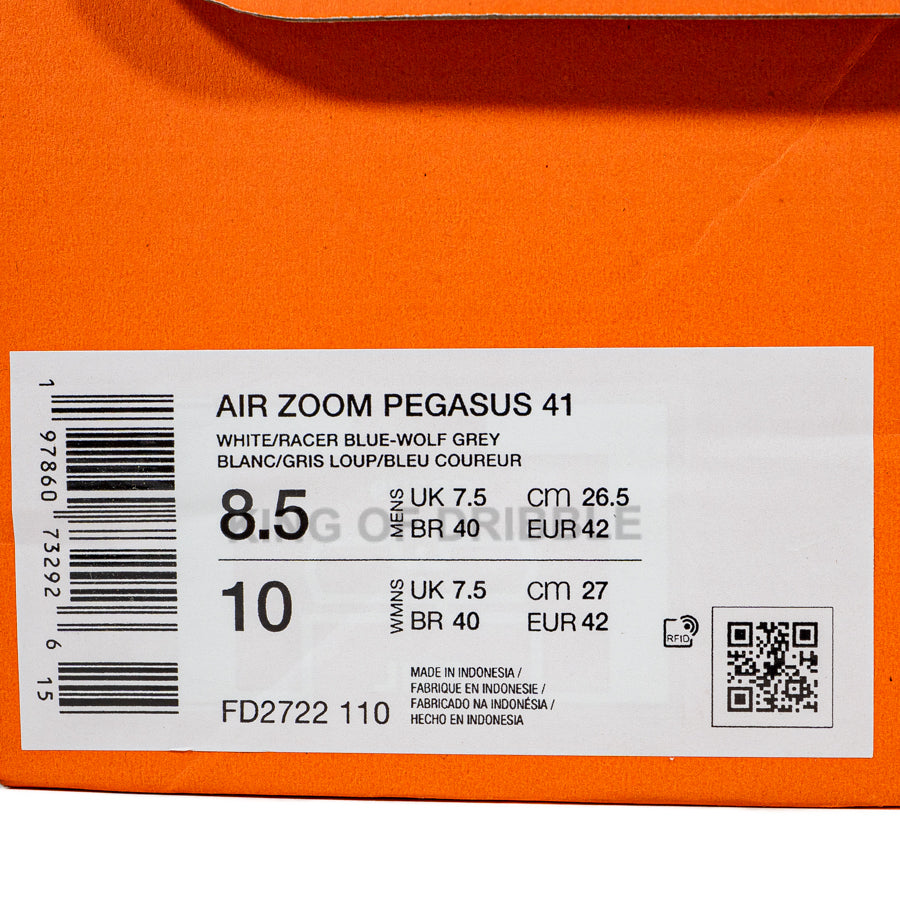 AIR ZOOM PEGASUS 41
WHITE/RACER BLUE-WOLF GREY
BLANC/GRIS LOUP/BLEU COUREUR
8.5 MENS UK 7.5 cm 26.5
BR 40 EUR 42
KING OF DRIBBLE
10 WMNS UK 7.5 cm 27
BR 40 EUR 42
FD2722 110
MADE IN INDONESIA /
FABRIQUE EN INDONESIE /
FABRICADO NA INDONÉSIA /
HECHO EN INDONESIA
RFID
1 97860 73292 6 15